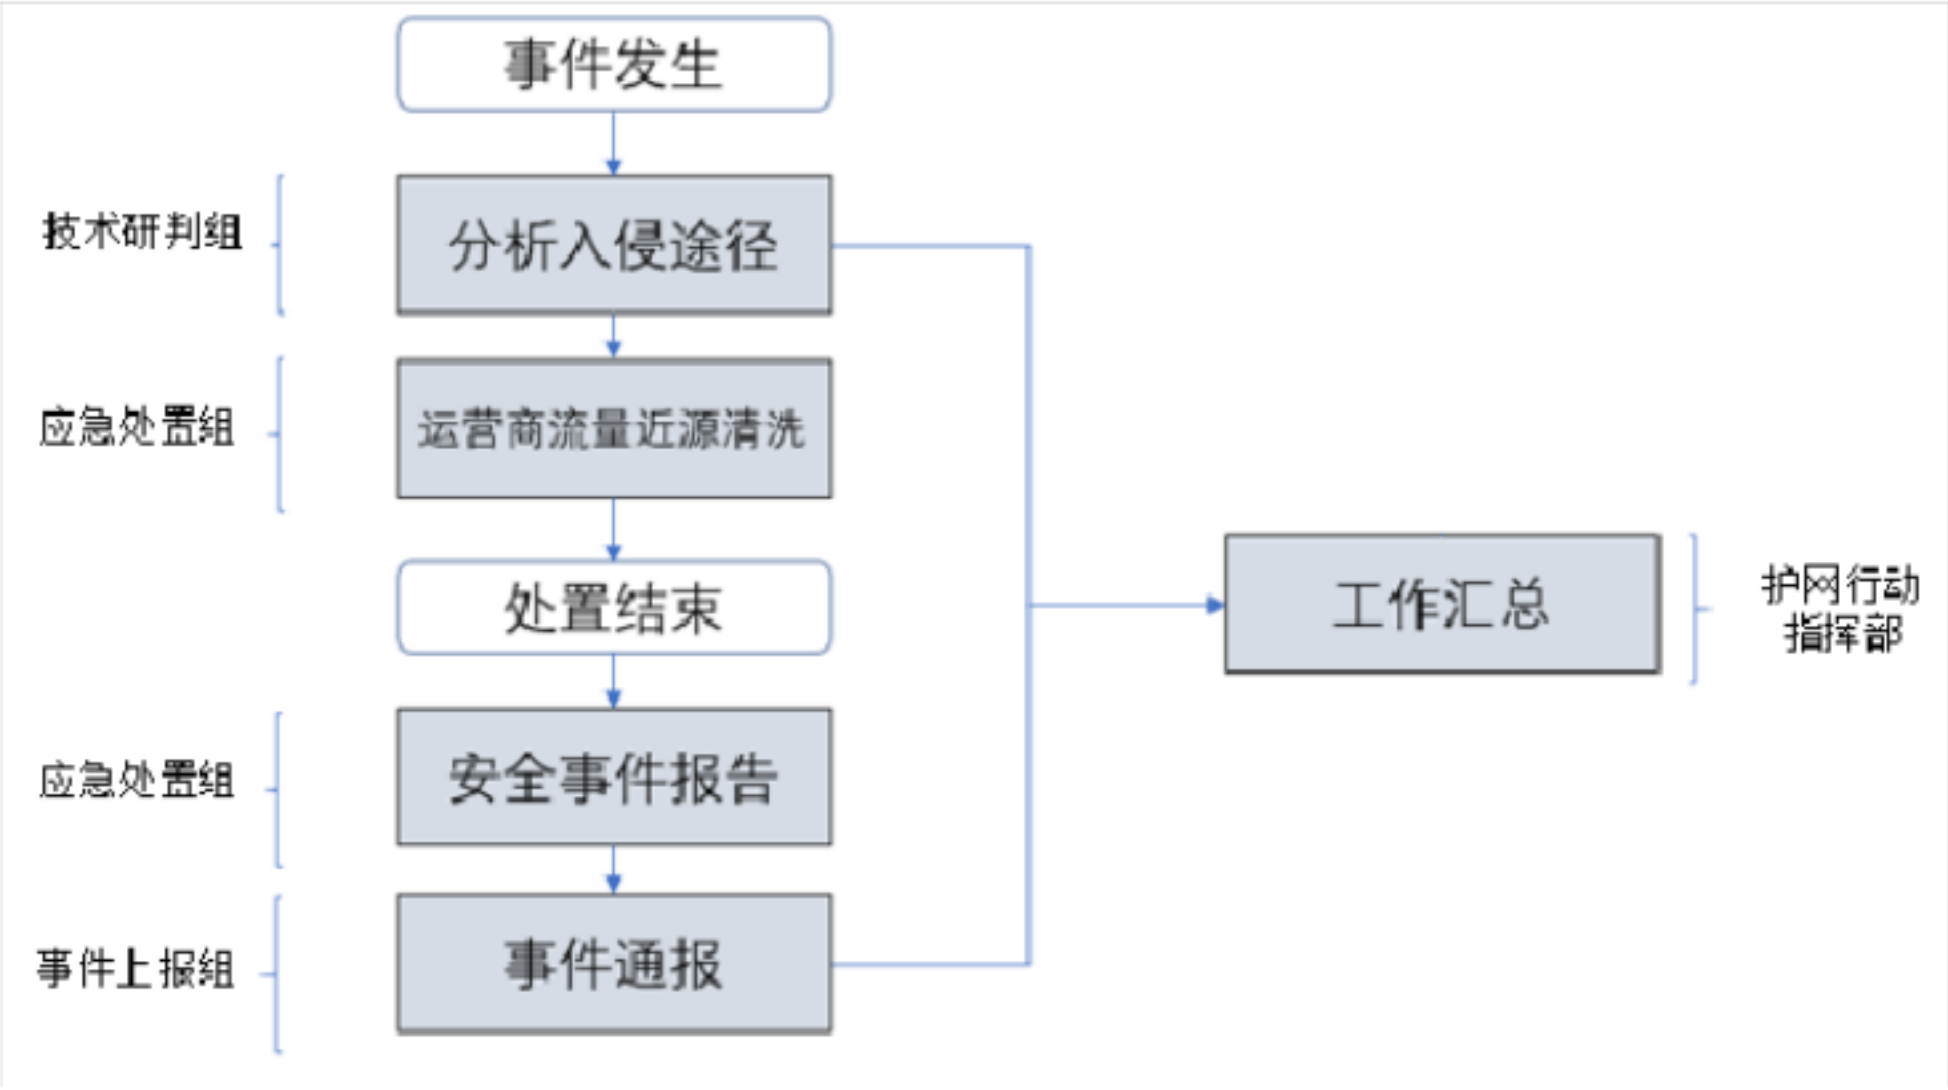 事件发生
技术研判组
分析入侵途径
应急处置组
运营商流量近源清洗
处置结束
工作汇总
护网行动
指挥部
应急处置组
安全事件报告
事件上报组
事件通报